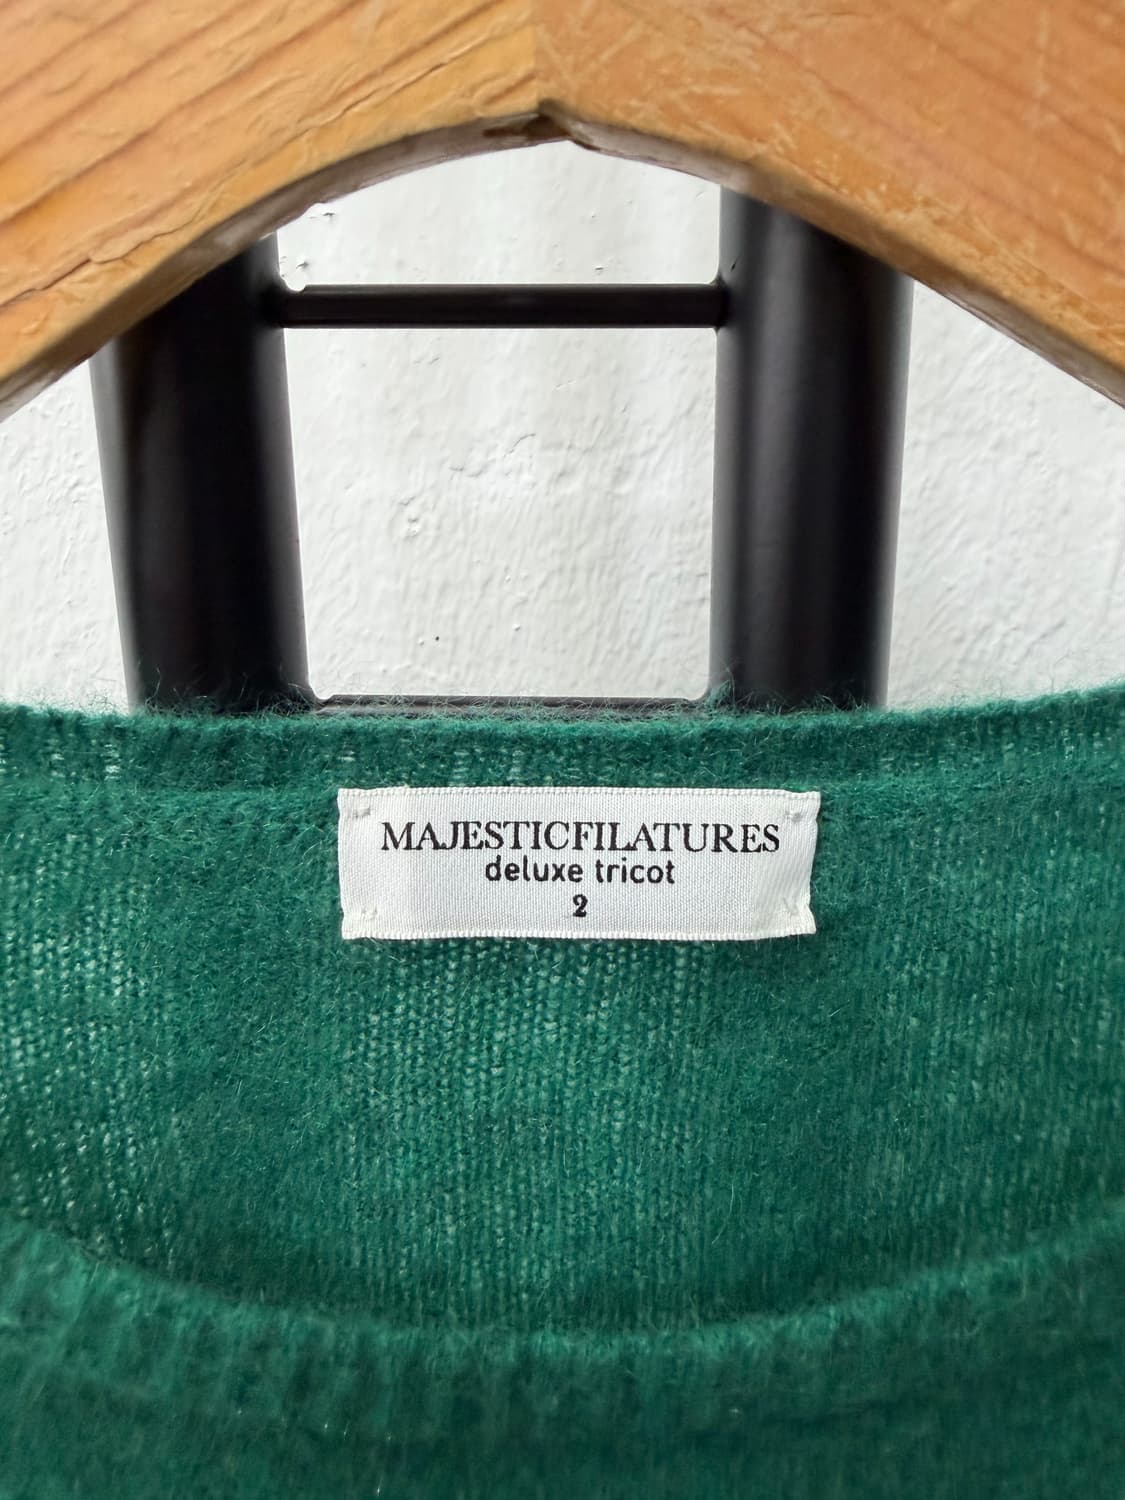 MAJESTICFILATURES
deluxe tricot
2